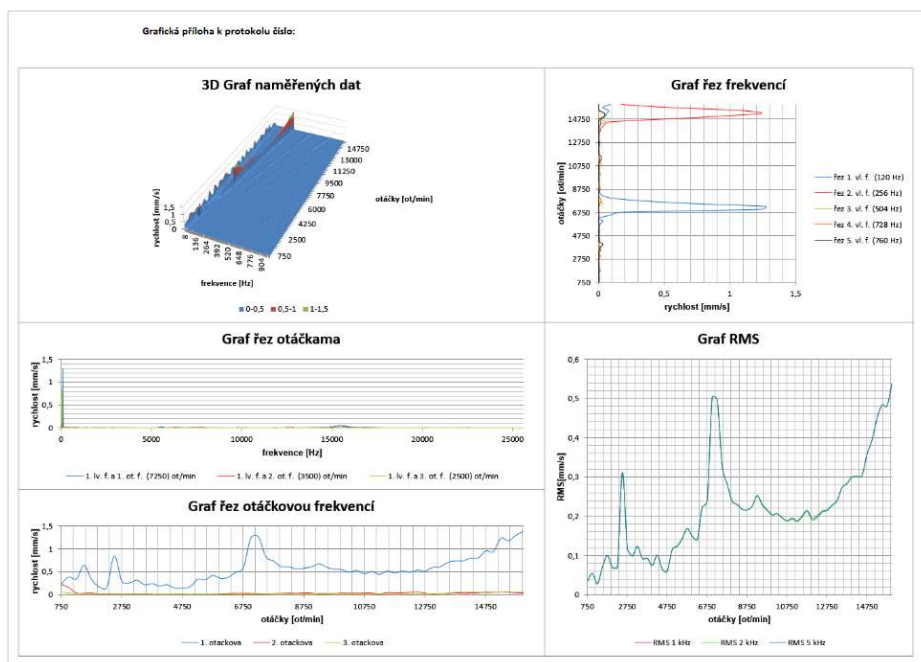 Grafická příloha k protokolu číslo:
3D Graf naměřených dat
rychlost [mm/s]
1,5
1
0,5
0
8
136
264
392
520
648
776
904
frekvence [Hz]
750
2500
4250
6000
7750
9500
11250
13000
14750
otáčky [ot/min]
0-0,5 0,5-1 1-1,5
Graf řez frekvencí
otáčky [ot/min]
14750
12750
10750
8750
6750
4750
2750
750
0 0,5 1 1,5
rychlost [mm/s]
řez 1. vl. f. (120 Hz)
řez 2. vl. f. (256 Hz)
řez 3. vl. f. (504 Hz)
řez 4. vl. f. (728 Hz)
řez 5. vl. f. (760 Hz)
Graf řez otáčkama
rychlost [mm/s]
1,5
1
0,5
0
0 5000 10000 15000 20000 25000
frekvence [Hz]
1. lv. f. a 1. ot. f. (7250) ot/min 1. lv. f. a 2. ot. f. (3500) ot/min 1. lv. f. a 3. ot. f. (2500) ot/min
Graf řez otáčkovou frekvencí
rychlost [mm/s]
1,5
1
0,5
0
750 2750 4750 6750 8750 10750 12750 14750
otáčky [ot/min]
1. otackova 2. otackova 3. otackova
Graf RMS
RMS[mm/s]
0,6
0,5
0,4
0,3
0,2
0,1
0
750 2750 4750 6750 8750 10750 12750 14750
otáčky [ot/min]
RMS 1 kHz RMS 2 kHz RMS 5 kHz